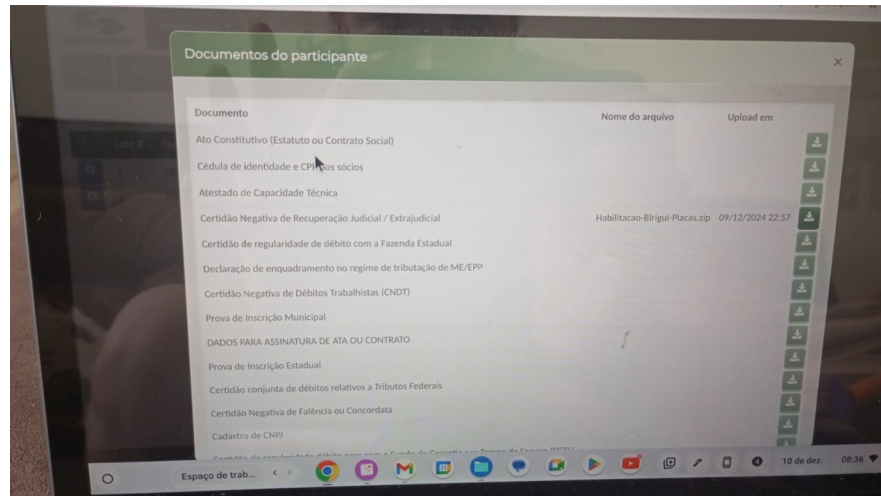 Documentos do participante
×
Documento Nome do arquivo Upload em
Ato Constitutivo (Estatuto ou Contrato Social)
Cédula de identidade e CPF dos sócios
Atestado de Capacidade Técnica
Certidão Negativa de Recuperação Judicial / Extrajudicial Habilitacao-Birigui-Placas.zip 09/12/2024 22:57
Certidão de regularidade de débito com a Fazenda Estadual
Declaração de enquadramento no regime de tributação de ME/EPP
Certidão Negativa de Débitos Trabalhistas (CNDT)
Prova de Inscrição Municipal
DADOS PARA ASSINATURA DE ATA OU CONTRATO
Prova de Inscrição Estadual
Certidão conjunta de débitos relativos a Tributos Federais
Certidão Negativa de Falência ou Concordata
Cadastro de CNPJ
Espaço de trab... < > 10 de dez. 08:36